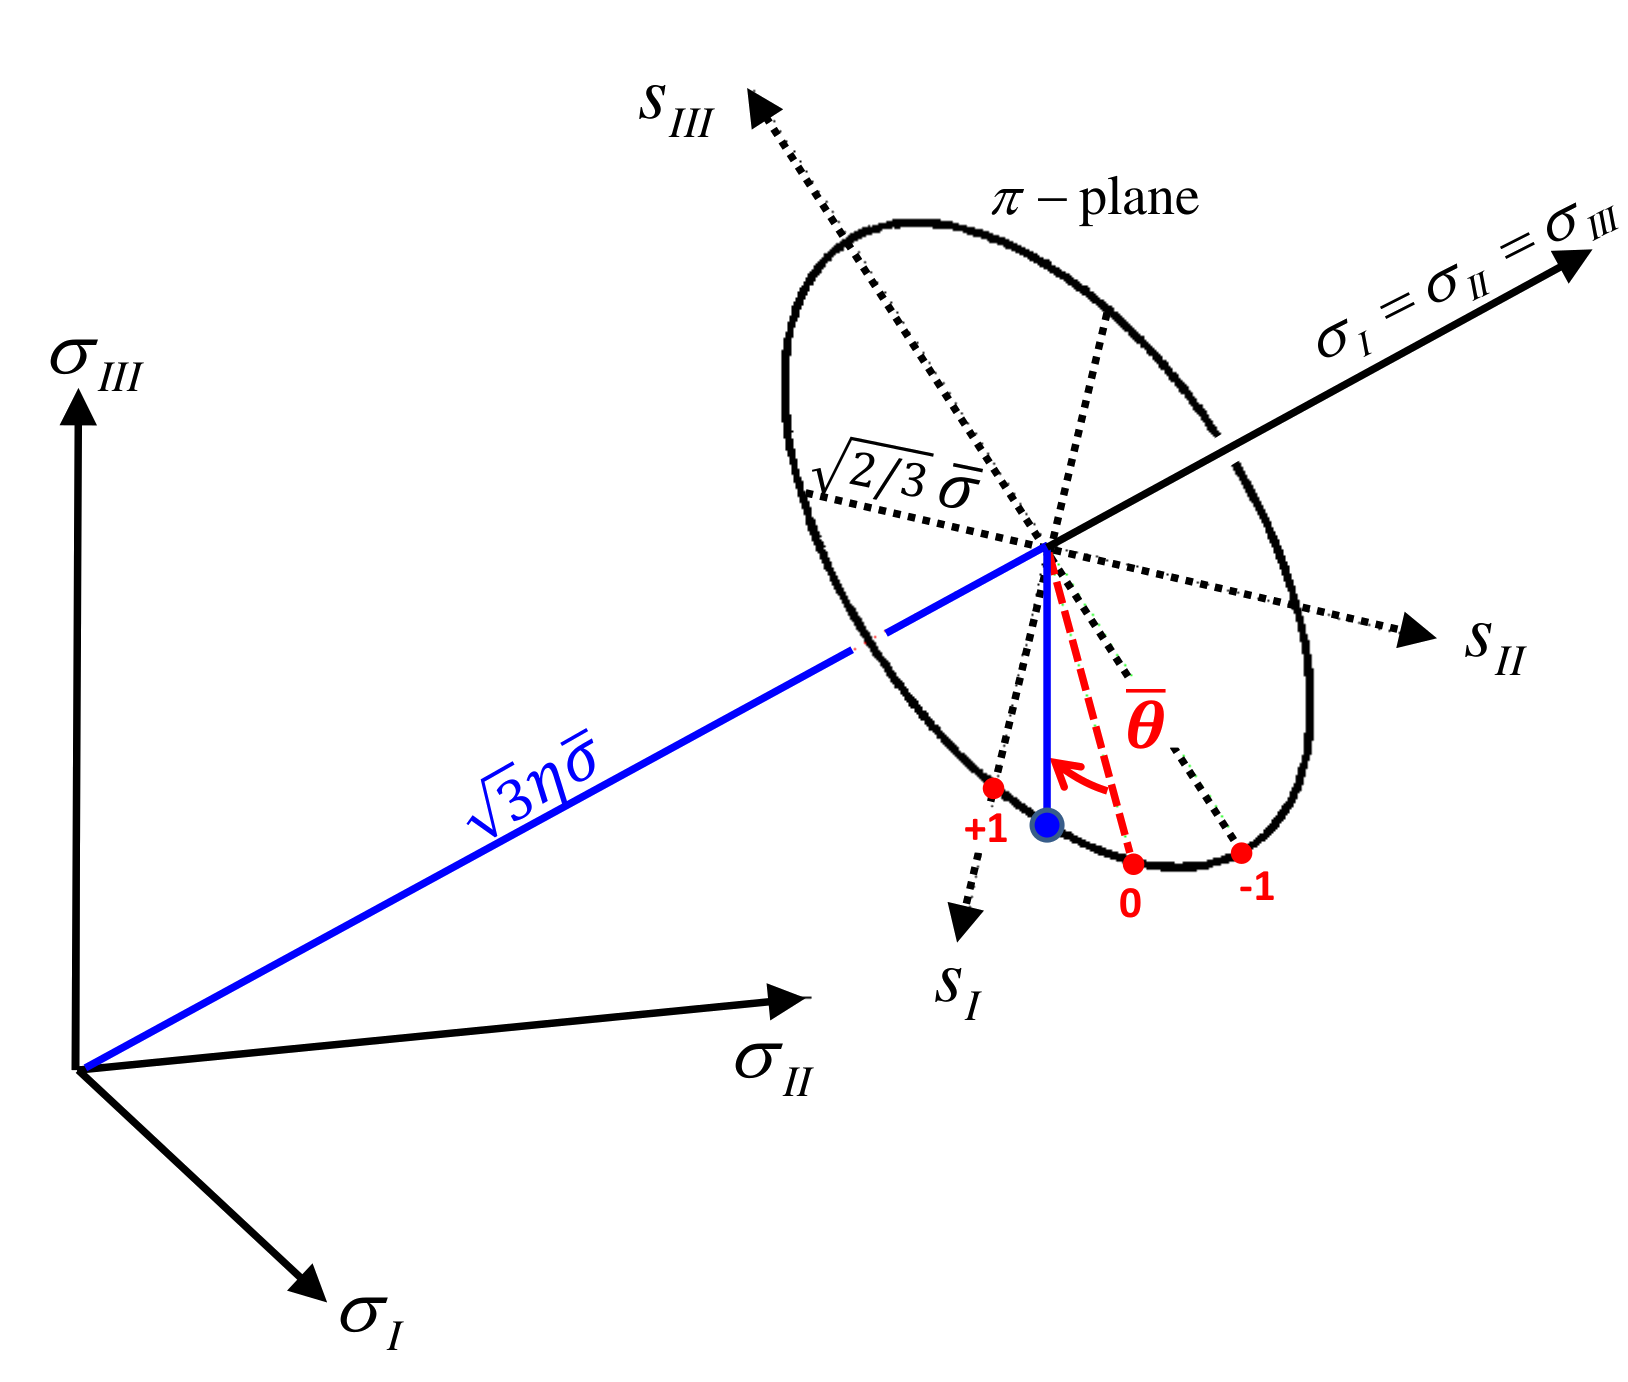 s_III
π – plane
σ_I = σ_II = σ_III
σ_III
√2/3 σ̅
s_II
θ̅
√3ησ̅
+1
0
-1
s_I
σ_II
σ_I